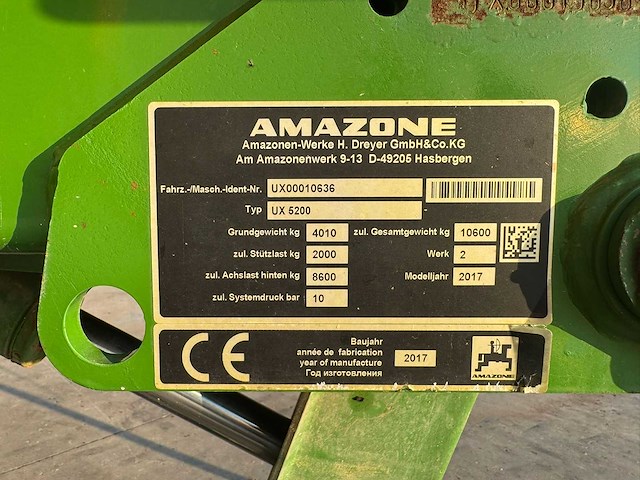 AMAZONE
Amazonen-Werke H. Dreyer GmbH&Co.KG
Am Amazonenwerk 9-13 D-49205 Hasbergen
Fahrz.-/Masch.-Ident-Nr. UX00010636
Typ UX 5200 -
Grundgewicht kg 4010 zul. Gesamtgewicht kg 10600
zul. Stützlast kg 2000 Werk 2
zul. Achslast hinten kg 8600 Modelljahr 2017
zul. Systemdruck bar 10
CE
Baujahr
année de fabrication
year of manufacture
Год изготовления
2017
AMAZONE